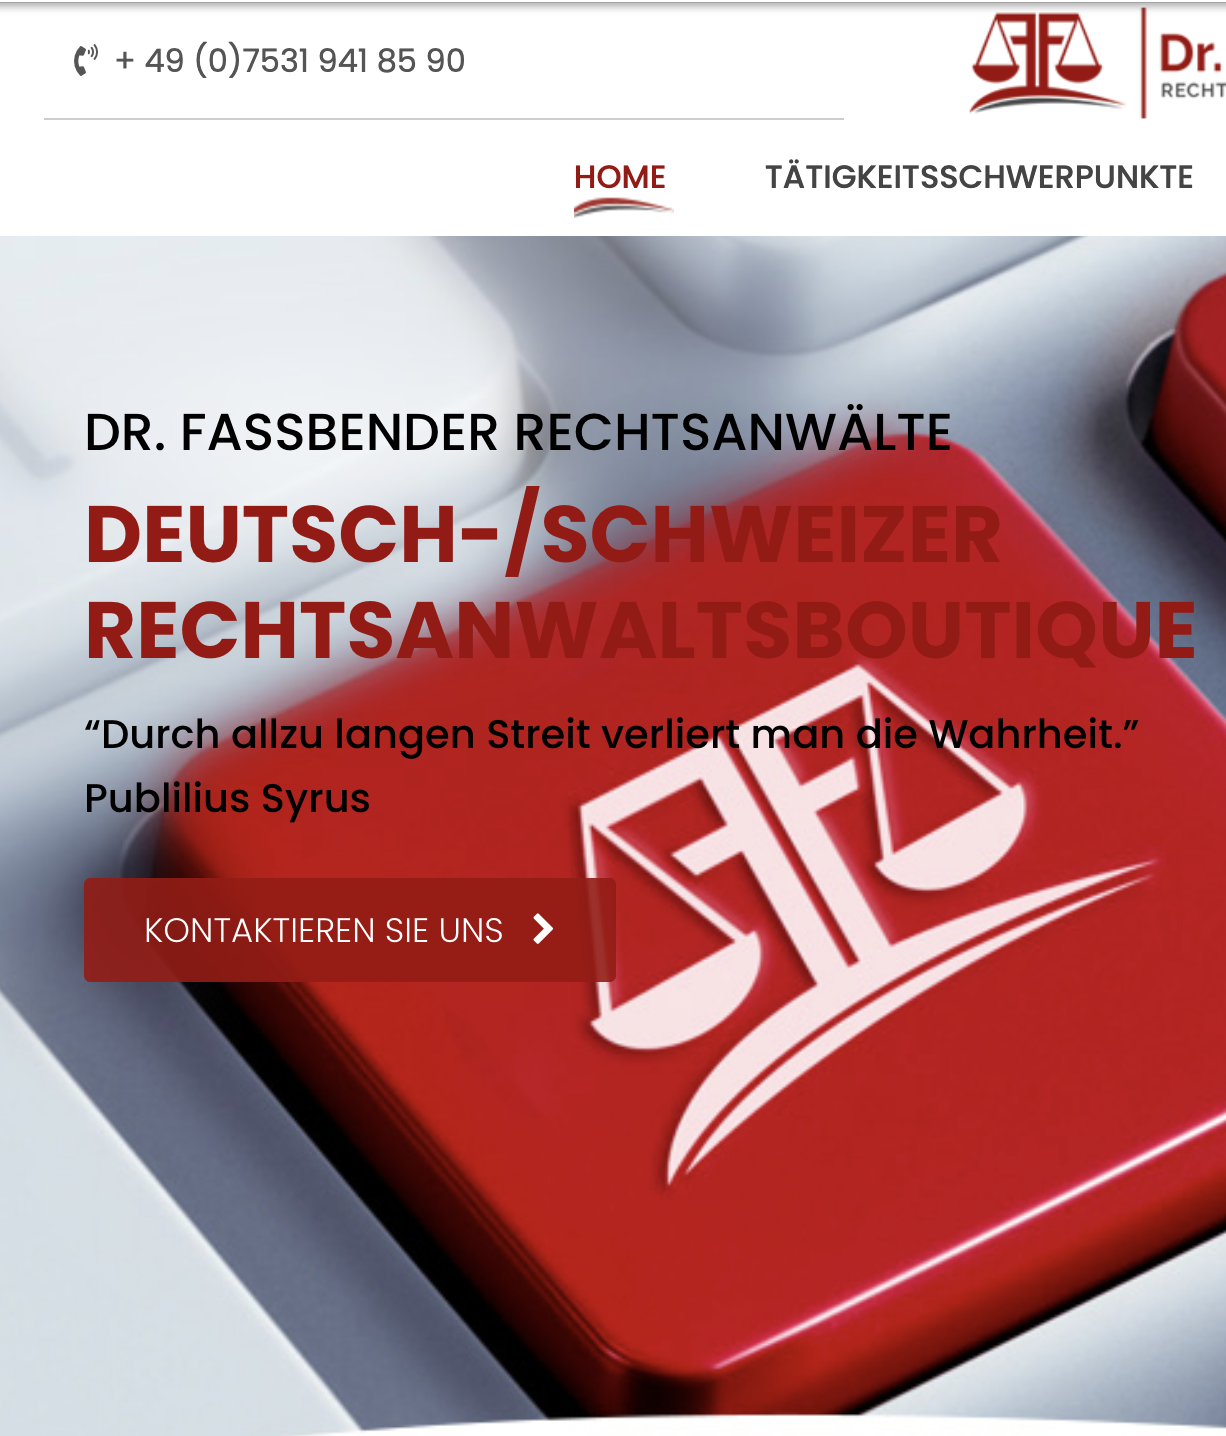 + 49 (0)7531 941 85 90
Dr.
RECHT
HOME
TÄTIGKEITSSCHWERPUNKTE
DR. FASSBENDER RECHTSANWÄLTE
DEUTSCH-/SCHWEIZER
RECHTSANWALTSBOUTIQUE
“Durch allzu langen Streit verliert man die Wahrheit.”
Publilius Syrus
KONTAKTIEREN SIE UNS